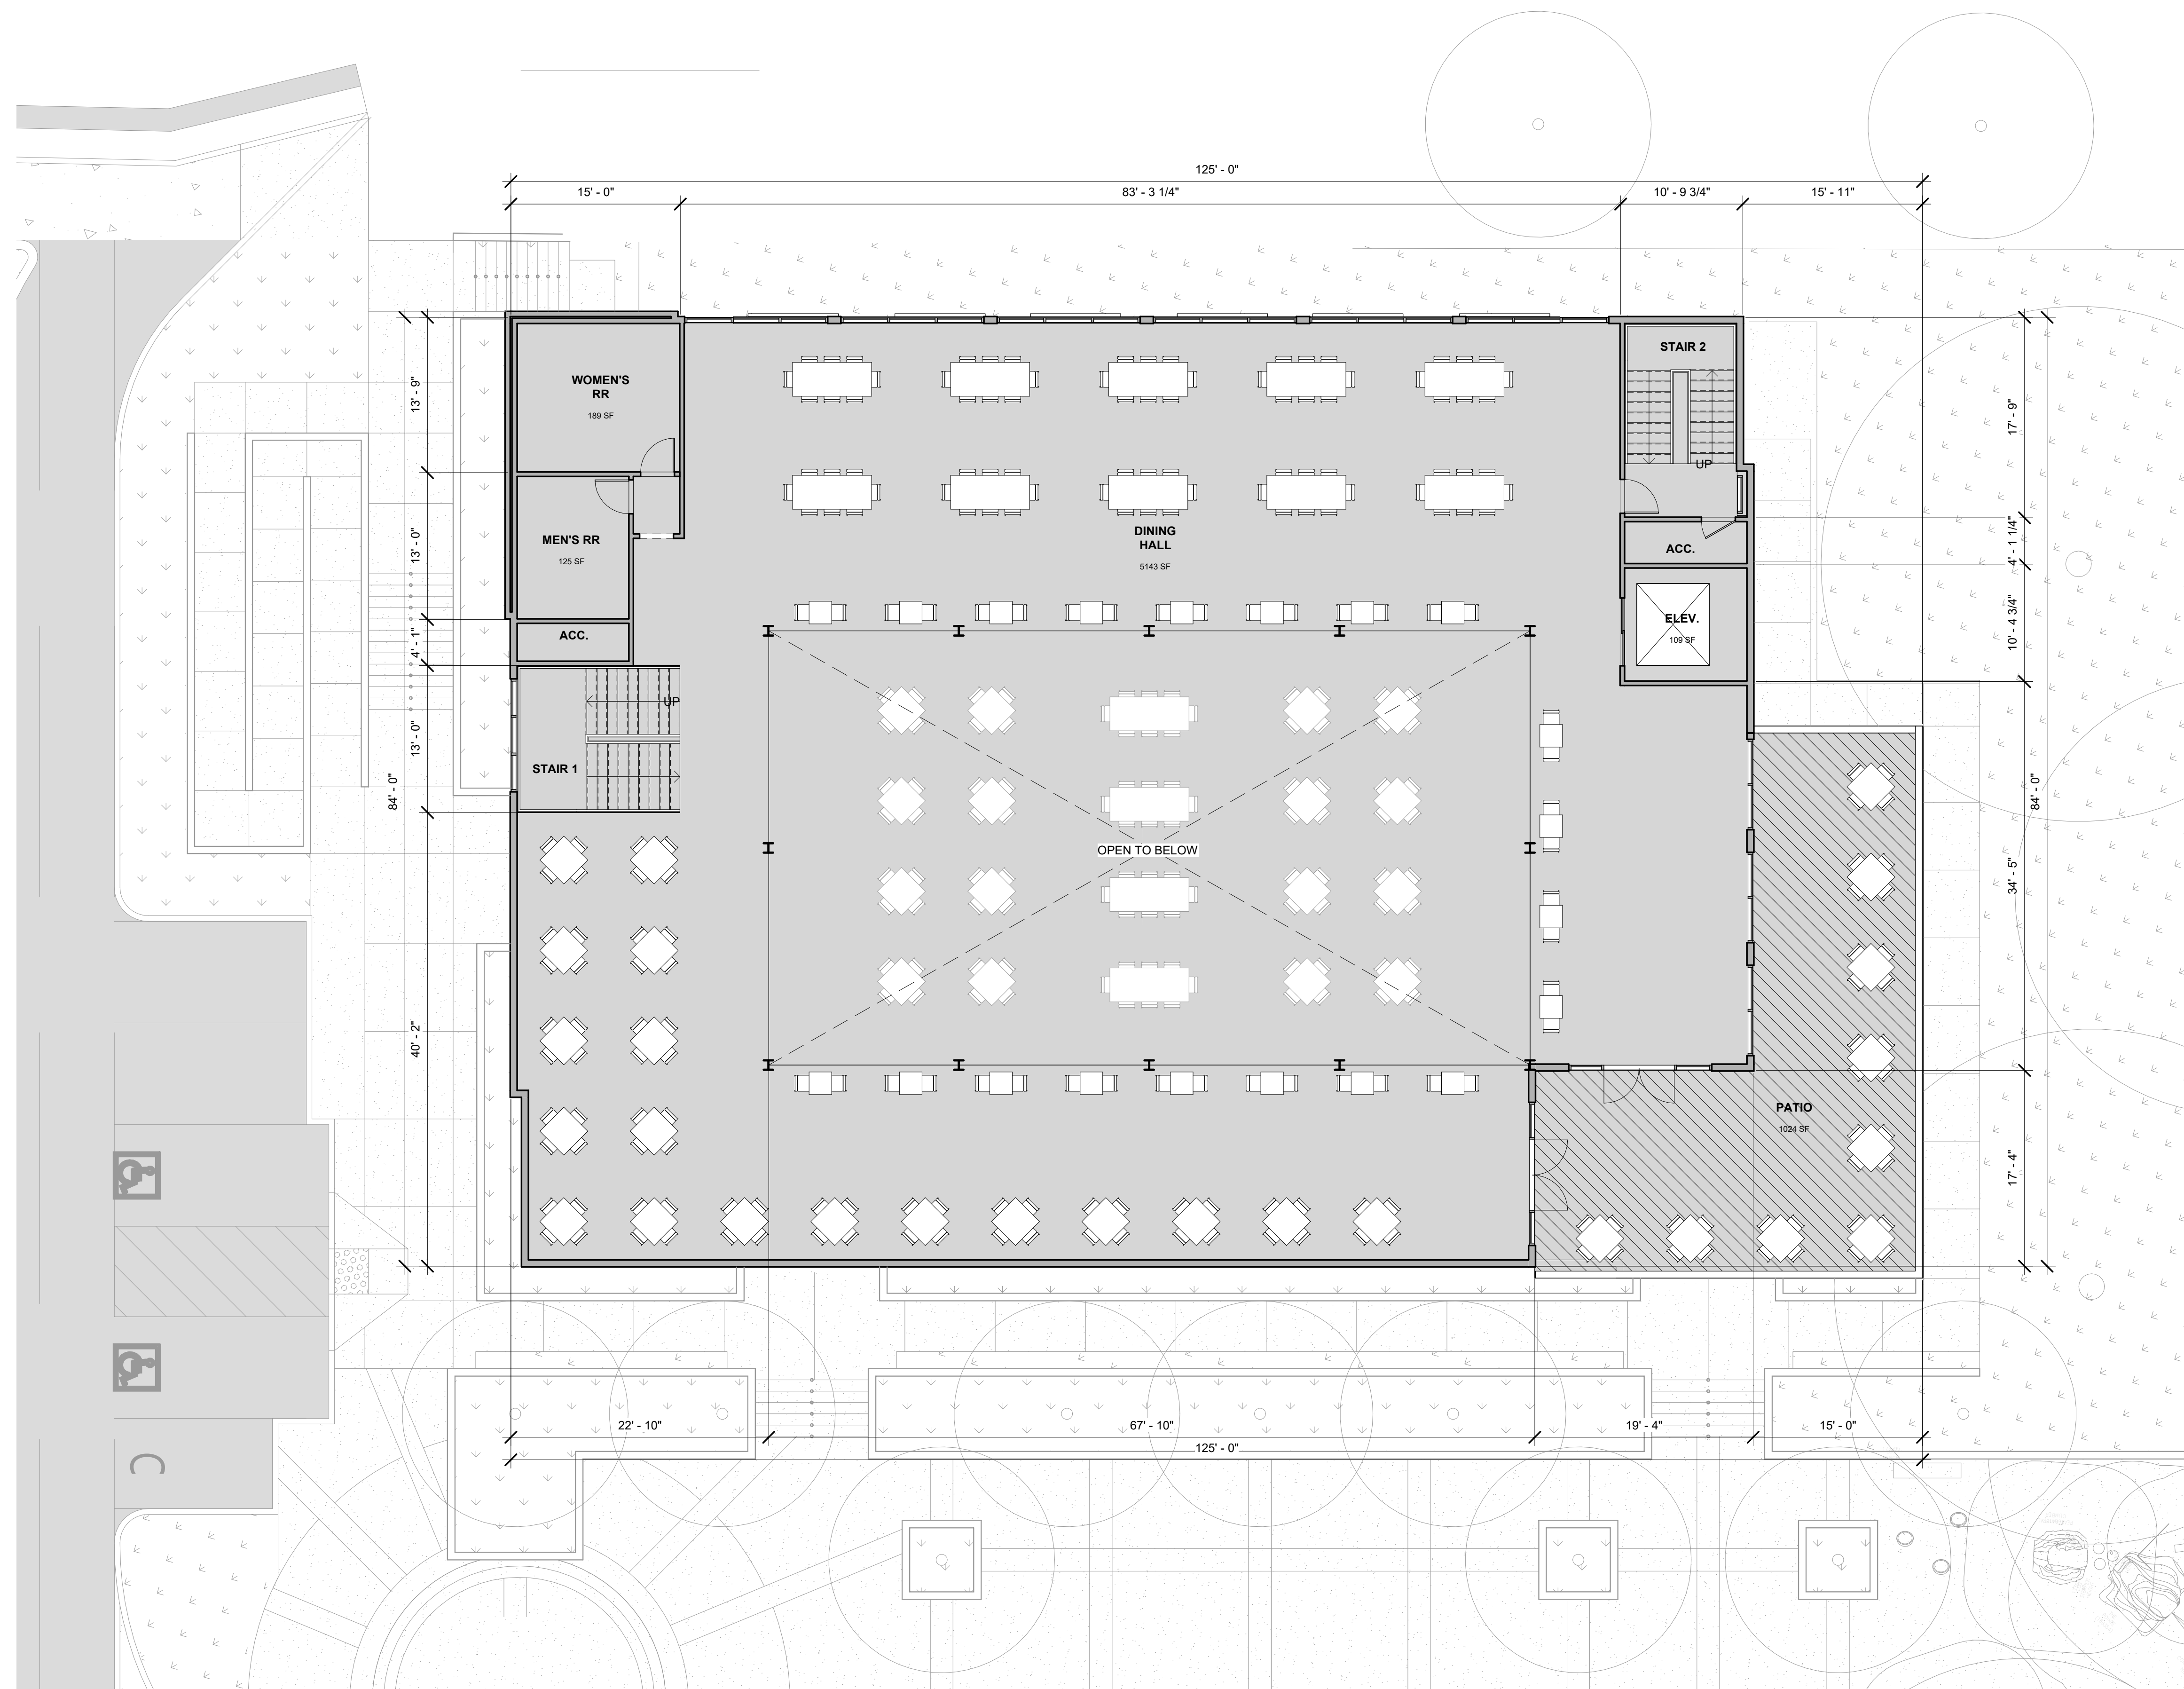 125' - 0"
15' - 0"
83' - 3 1/4"
10' - 9 3/4"
15' - 11"
STAIR 2
WOMEN'S
RR
189 SF
13' - 9"
17' - 9"
UP
DINING
HALL
5143 SF
MEN'S RR
125 SF
13' - 0"
ACC.
4' - 1 1/4"
ELEV.
109 SF
10' - 4 3/4"
ACC.
4' - 1"
UP
STAIR 1
13' - 0"
84' - 0"
84' - 0"
OPEN TO BELOW
34' - 5"
40' - 2"
PATIO
1024 SF
17' - 4"
22' - 10"
67' - 10"
19' - 4"
15' - 0"
125' - 0"
C